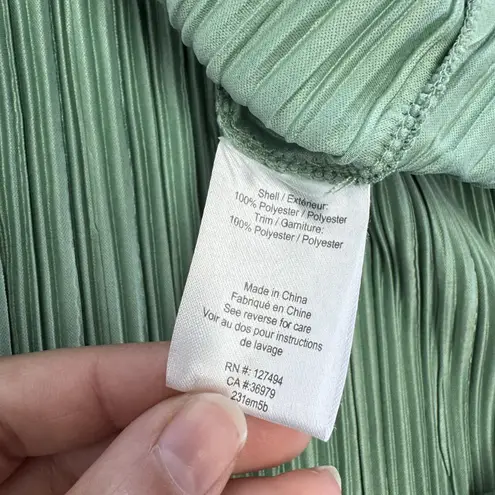 Shell / Extérieur:
100% Polyester / Polyester
Trim / Garniture:
100% Polyester / Polyester
Made in China
Fabriqué en Chine
See reverse for care
Voir au dos pour instructions
de lavage
RN #: 127494
CA #:36979
231em5b